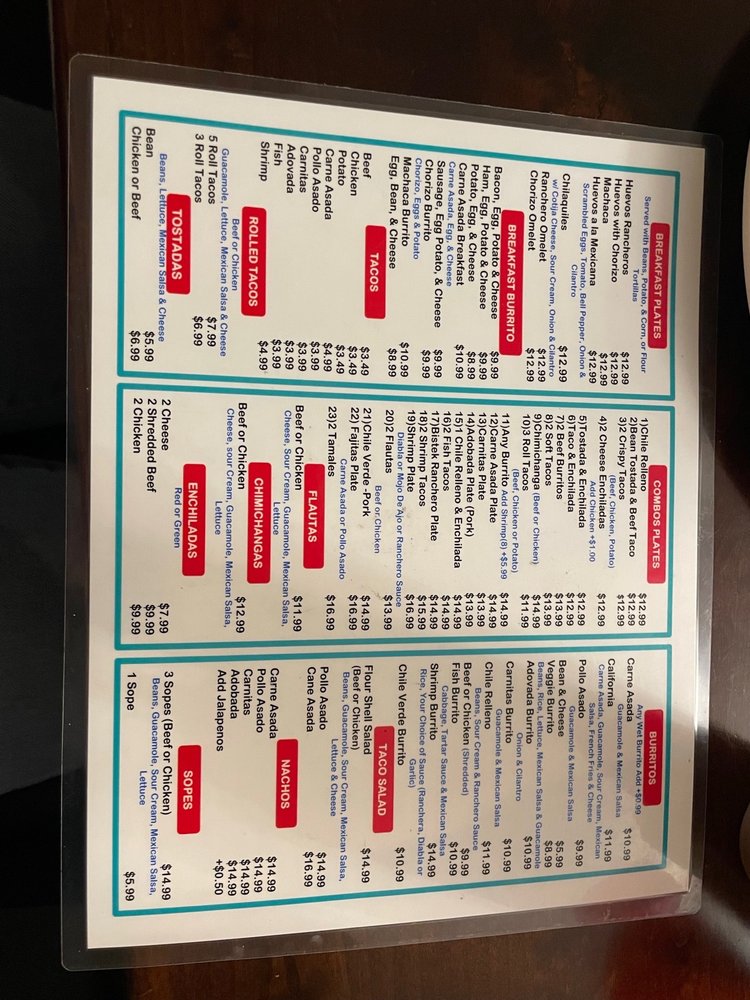 BREAKFAST PLATES
Served with Beans, Potato, & Corn, or Flour
Tortillas
Huevos Rancheros $12.99
Huevos with Chorizo $12.99
Machaca $12.99
Huevos a la Mexicana $12.99
Scrambled Eggs, Tomato, Bell Pepper, Onion &
Cilantro
Chilaquiles $12.99
w/ Cotija Cheese, Sour Cream, Onion & Cilantro
Ranchero Omelet $12.99
Chorizo Omelet $12.99
BREAKFAST BURRITO
Bacon, Egg, Potato & Cheese $9.99
Ham, Egg, Potato & Cheese $9.99
Potato, Egg, & Cheese $8.99
Carne Asada Breakfast $10.99
Carne Asada, Egg, & Cheese
Sausage, Egg Potato, & Cheese $9.99
Chorizo Burrito $9.99
Chorizo, Eggs & Potato
Machaca Burrito $10.99
Egg, Bean, & Cheese $8.99
TACOS
Beef $3.49
Chicken $3.49
Potato $3.49
Carne Asada $4.99
Pollo Asado $3.99
Carnitas $3.99
Adovada $3.99
Fish $3.99
Shrimp $4.99
ROLLED TACOS
Beef or Chicken
Guacamole, Lettuce, Mexican Salsa & Cheese
5 Roll Tacos $7.99
3 Roll Tacos $6.99
TOSTADAS
Beans, Lettuce, Mexican Salsa & Cheese
Bean $5.99
Chicken or Beef $6.99
COMBOS PLATES
1)Chile Relleno $12.99
2)Bean Tostada & Beef Taco $12.99
3)2 Crispy Tacos $12.99
(Beef, Chicken, Potato)
4)2 Cheese Enchiladas $12.99
Add Chicken +$1.00
5)Tostada & Enchilada $12.99
6)Taco & Enchilada $12.99
7)2 Beef Burritos $13.99
8)2 Soft Tacos $13.99
9)Chimichanga (Beef or Chicken) $14.99
10)3 Roll Tacos $11.99
(Beef, Chicken or Potato)
11)Any Burrito Add Shrimp(8) +$5.99 $14.99
12)Carne Asada Plate $14.99
13)Carnitas Plate $13.99
14)Adobada Plate (Pork) $13.99
15)1 Chile Relleno & Enchilada $14.99
16)2 Fish Tacos $14.99
17)Bistek Ranchero Plate $14.99
18)2 Shrimp Tacos $15.99
19)Shrimp Plate $16.99
Diabla or Mojo De Ajo or Ranchero Sauce
20)2 Flautas $13.99
Beef or Chicken
21)Chile Verde -Pork $14.99
22) Fajitas Plate $16.99
Carne Asada or Pollo Asado
23)2 Tamales $16.99
FLAUTAS
Beef or Chicken $11.99
Cheese, Sour Cream, Guacamole, Mexican Salsa,
Lettuce
CHIMICHANGAS
Beef or Chicken $12.99
Cheese, sour Cream, Guacamole, Mexican Salsa,
Lettuce
ENCHILADAS
Red or Green
2 Cheese $7.99
2 Shredded Beef $9.99
2 Chicken $9.99
BURRITOS
Any Wet Burrito Add +$0.99
Carne Asada $10.99
Guacamole & Mexican Salsa
California $11.99
Carne Asada, Guacamole, Sour Cream, Mexican
Salsa, French Fries & Cheese
Pollo Asado $9.99
Guacamole & Mexican Salsa
Bean & Cheese $5.99
Veggie Burrito $8.99
Beans, Rice, Lettuce, Mexican Salsa & Guacamole
Adovada Burrito $10.99
Onion & Cilantro
Carnitas Burrito $10.99
Guacamole & Mexican Salsa
Chile Relleno $11.99
Beans, Sour Cream & Ranchero Sauce
Beef or Chicken (Shredded) $9.99
Fish Burrito $10.99
Cabbage, Tartar Sauce & Mexican Salsa
Shrimp Burrito $14.99
Rice, Your Choice of Sauce (Ranchera, Diabla or
Garlic)
Chile Verde Burrito $10.99
TACO SALAD
Flour Shell Salad $14.99
(Beef or Chicken)
Beans, Guacamole, Sour Cream, Mexican Salsa,
Lettuce & Cheese
Pollo Asado $14.99
Cane Asada $16.99
NACHOS
Carne Asada $14.99
Pollo Asado $14.99
Carnitas $14.99
Adobada $14.99
Add Jalapenos +$0.50
SOPES
3 Sopes (Beef or Chicken) $14.99
Beans, Guacamole, Sour Cream, Mexican Salsa,
Lettuce
1 Sope $5.99